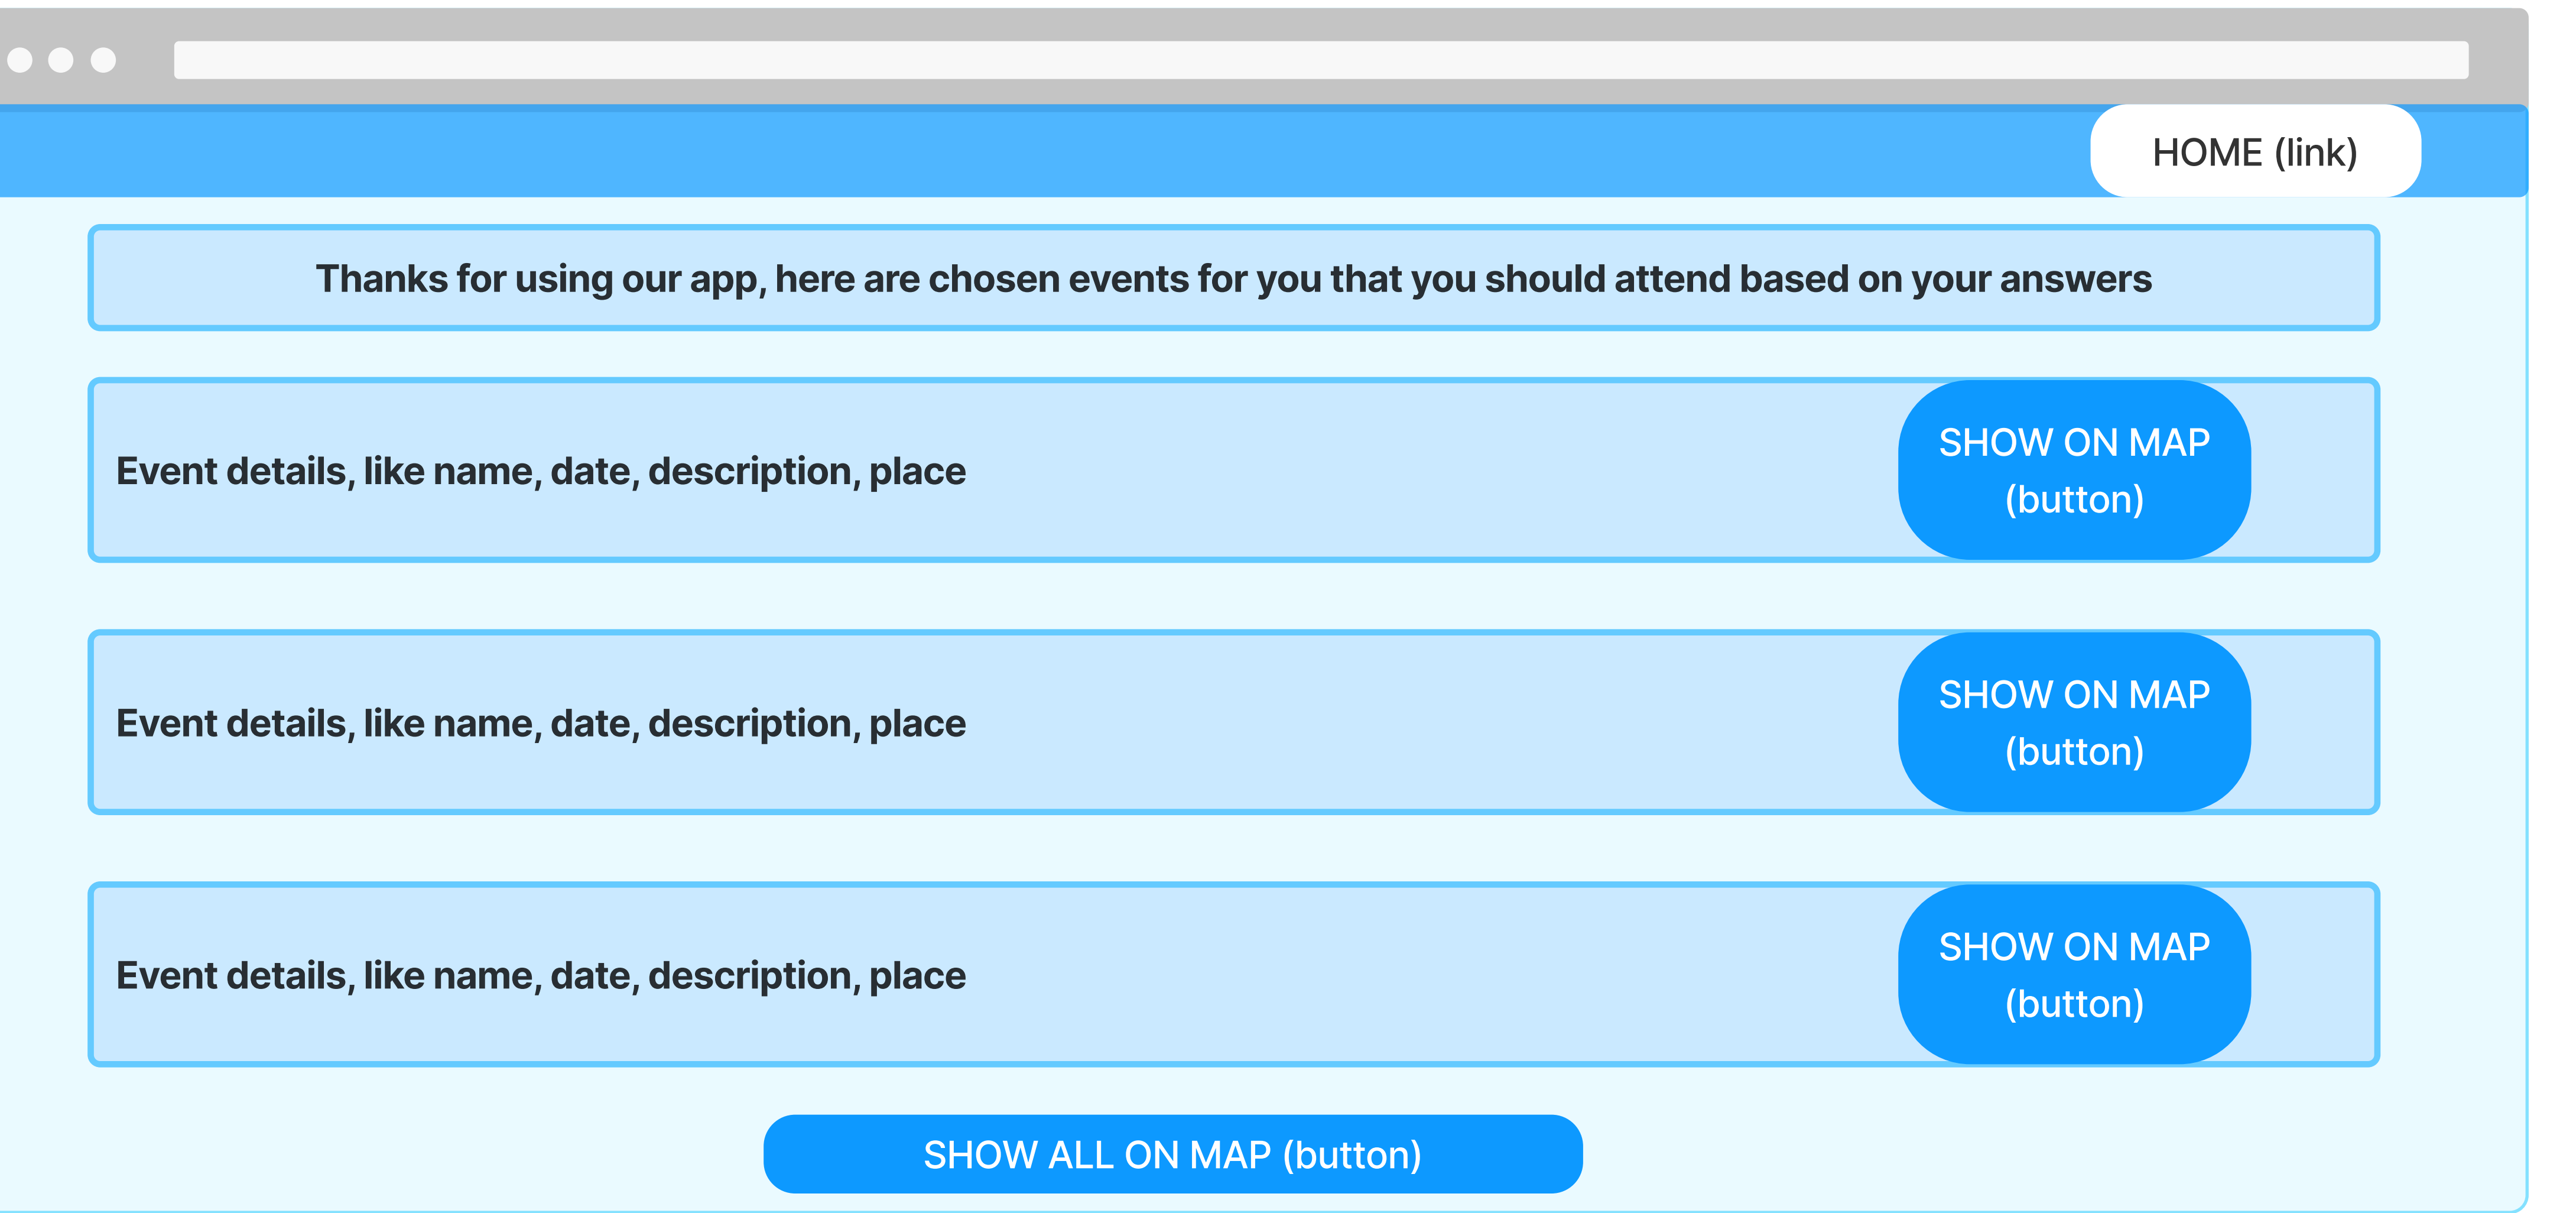 HOME (link)
Thanks for using our app, here are chosen events for you that you should attend based on your answers
Event details, like name, date, description, place
SHOW ON MAP
(button)
Event details, like name, date, description, place
SHOW ON MAP
(button)
Event details, like name, date, description, place
SHOW ON MAP
(button)
SHOW ALL ON MAP (button)